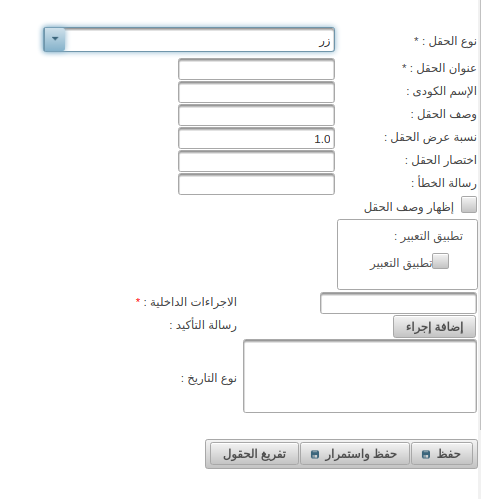 نوع الحقل : * زر
عنوان الحقل : *
الإسم الكودى :
وصف الحقل :
نسبة عرض الحقل : 1.0
اختصار الحقل :
رسالة الخطأ :
إظهار وصف الحقل
تطبيق التعبير :
تطبيق التعبير
الاجراءات الداخلية : *
إضافة إجراء رسالة التأكيد :
نوع التاريخ :
حفظ حفظ واستمرار تفريغ الحقول